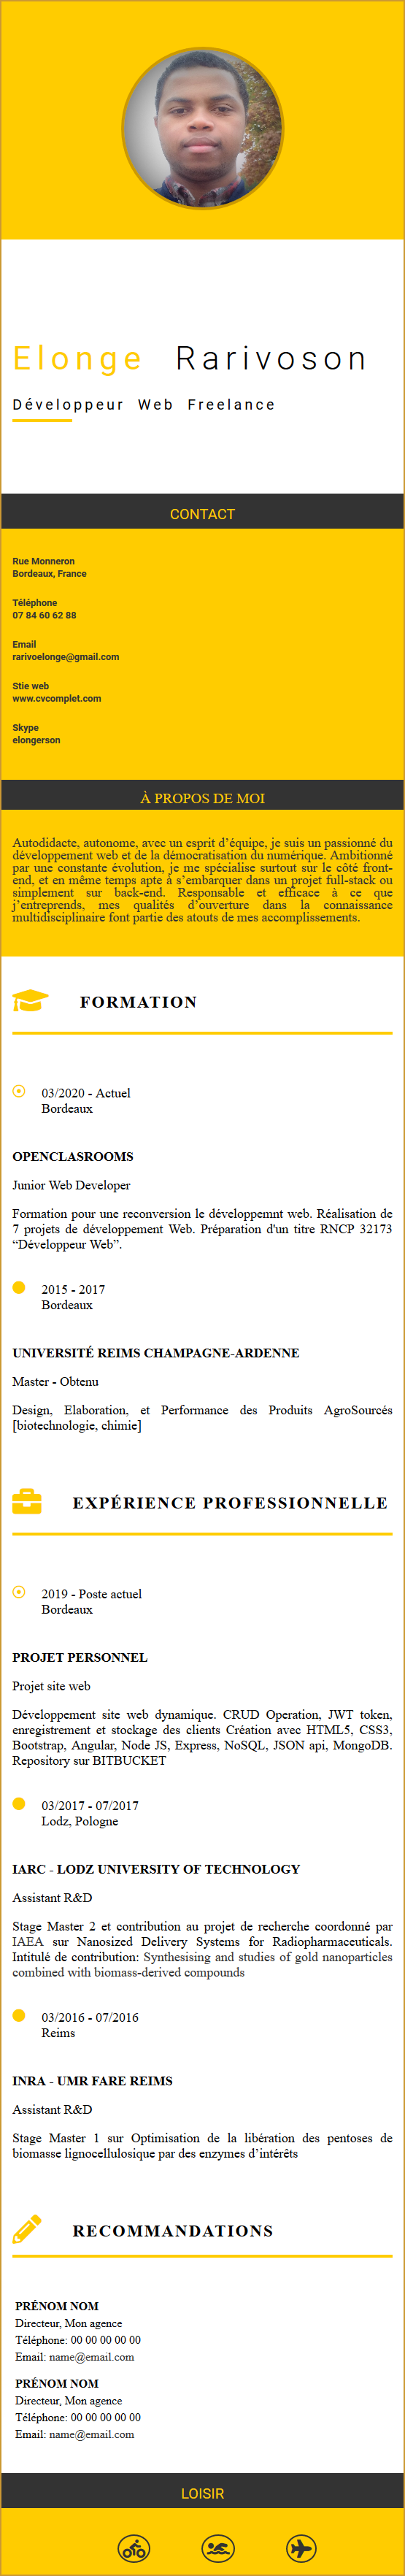 Elonge Rarivoson
Développeur Web Freelance
CONTACT
Rue Monneron
Bordeaux, France
Téléphone
07 84 60 62 88
Email
rarivoelonge@gmail.com
Stie web
www.cvcomplet.com
Skype
elongerson
À PROPOS DE MOI
Autodidacte, autonome, avec un esprit d’équipe, je suis un passionné du
développement web et de la démocratisation du numérique. Ambitionné
par une constante évolution, je me spécialise surtout sur le côté front-
end, et en même temps apte à s’embarquer dans un projet full-stack ou
simplement sur back-end. Responsable et efficace à ce que
j’entreprends, mes qualités d’ouverture dans la connaissance
multidisciplinaire font partie des atouts de mes accomplissements.
FORMATION
03/2020 - Actuel
Bordeaux
OPENCLASROOMS
Junior Web Developer
Formation pour une reconversion le développemnt web. Réalisation de
7 projets de développement Web. Préparation d'un titre RNCP 32173
“Développeur Web”.
2015 - 2017
Bordeaux
UNIVERSITÉ REIMS CHAMPAGNE-ARDENNE
Master - Obtenu
Design, Elaboration, et Performance des Produits AgroSourcés
[biotechnologie, chimie]
EXPÉRIENCE PROFESSIONNELLE
2019 - Poste actuel
Bordeaux
PROJET PERSONNEL
Projet site web
Développement site web dynamique. CRUD Operation, JWT token,
enregistrement et stockage des clients Création avec HTML5, CSS3,
Bootstrap, Angular, Node JS, Express, NoSQL, JSON api, MongoDB.
Repository sur BITBUCKET
03/2017 - 07/2017
Lodz, Pologne
IARC - LODZ UNIVERSITY OF TECHNOLOGY
Assistant R&D
Stage Master 2 et contribution au projet de recherche coordonné par
IAEA sur Nanosized Delivery Systems for Radiopharmaceuticals.
Intitulé de contribution: Synthesising and studies of gold nanoparticles
combined with biomass-derived compounds
03/2016 - 07/2016
Reims
INRA - UMR FARE REIMS
Assistant R&D
Stage Master 1 sur Optimisation de la libération des pentoses de
biomasse lignocellulosique par des enzymes d’intérêts
RECOMMANDATIONS
PRÉNOM NOM
Directeur, Mon agence
Téléphone: 00 00 00 00 00
Email: name@email.com
PRÉNOM NOM
Directeur, Mon agence
Téléphone: 00 00 00 00 00
Email: name@email.com
LOISIR